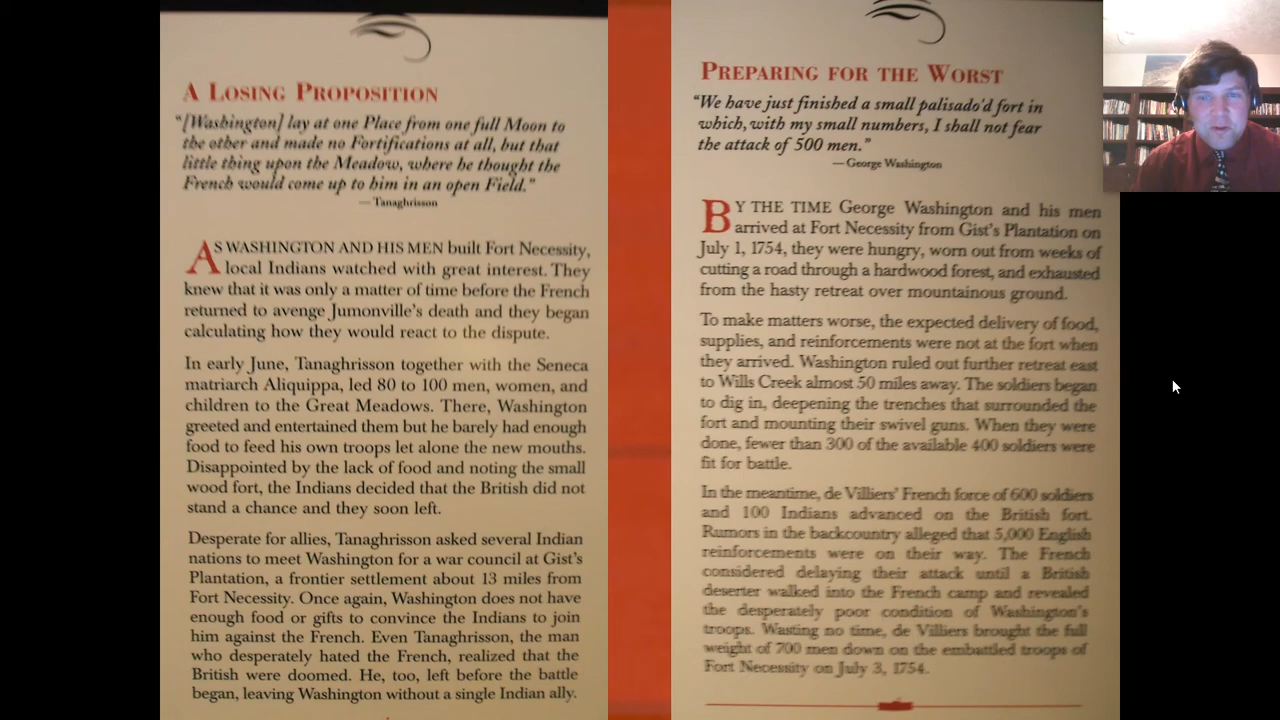 A Losing Proposition
"[Washington] lay at one Place from one full Moon to
the other and made no Fortifications at all, but that
little thing upon the Meadow, where he thought the
French would come up to him in an open Field."
— Tanaghrisson
As Washington and his men built Fort Necessity,
local Indians watched with great interest. They
knew that it was only a matter of time before the French
returned to avenge Jumonville's death and they began
calculating how they would react to the dispute.
In early June, Tanaghrisson together with the Seneca
matriarch Aliquippa, led 80 to 100 men, women, and
children to the Great Meadows. There, Washington
greeted and entertained them but he barely had enough
food to feed his own troops let alone the new mouths.
Disappointed by the lack of food and noting the small
wood fort, the Indians decided that the British did not
stand a chance and they soon left.
Desperate for allies, Tanaghrisson asked several Indian
nations to meet Washington for a war council at Gist's
Plantation, a frontier settlement about 13 miles from
Fort Necessity. Once again, Washington does not have
enough food or gifts to convince the Indians to join
him against the French. Even Tanaghrisson, the man
who desperately hated the French, realized that the
British were doomed. He, too, left before the battle
began, leaving Washington without a single Indian ally.
Preparing for the Worst
"We have just finished a small palisado'd fort in
which, with my small numbers, I shall not fear
the attack of 500 men."
— George Washington
By the time George Washington and his men
arrived at Fort Necessity from Gist's Plantation on
July 1, 1754, they were hungry, worn out from weeks of
cutting a road through a hardwood forest, and exhausted
from the hasty retreat over mountainous ground.
To make matters worse, the expected delivery of food,
supplies, and reinforcements were not at the fort when
they arrived. Washington ruled out further retreat east
to Wills Creek almost 50 miles away. The soldiers began
to dig in, deepening the trenches that surrounded the
fort and mounting their swivel guns. When they were
done, fewer than 300 of the available 400 soldiers were
fit for battle.
In the meantime, de Villiers' French force of 600 soldiers
and 100 Indians advanced on the British fort.
Rumors in the backcountry alleged that 5,000 English
reinforcements were on their way. The French
considered delaying their attack until a British
deserter walked into the French camp and revealed
the desperately poor condition of Washington's
troops. Wasting no time, de Villiers brought the full
weight of 700 men down on the embattled troops of
Fort Necessity on July 3, 1754.